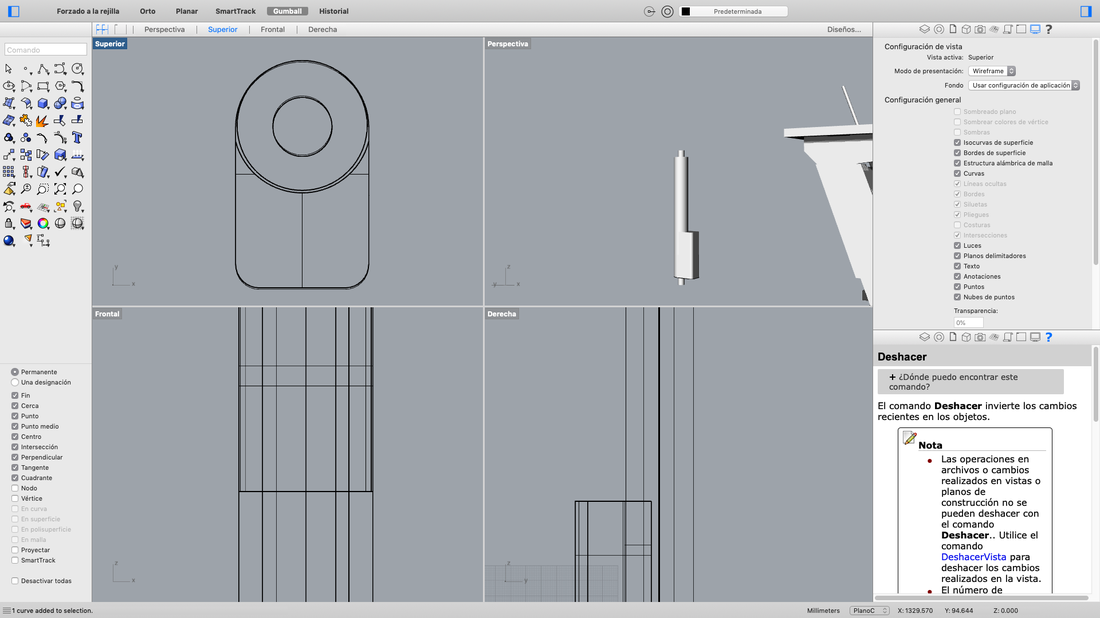 Forzado a la rejilla Orto Planar SmartTrack Gumball Historial Predeterminada
Perspectiva Superior Frontal Derecha Diseños...
Comando
Superior
Perspectiva
Frontal
Derecha
z
x
y
Permanente
Una designación
Fin
Cerca
Punto
Punto medio
Centro
Intersección
Perpendicular
Tangente
Cuadrante
Nodo
Vértice
En curva
En superficie
En polisuperficie
En malla
Proyectar
SmartTrack
Desactivar todas
Configuración de vista
Vista activa: Superior
Modo de presentación: Wireframe
Fondo Usar configuración de aplicación
Configuración general
Sombreado plano
Sombrear colores de vértice
Sombras
Isocurvas de superficie
Bordes de superficie
Estructura alámbrica de malla
Curvas
Líneas ocultas
Bordes
Siluetas
Pliegues
Costuras
Intersecciones
Luces
Planos delimitadores
Texto
Anotaciones
Puntos
Nubes de puntos
Transparencia:
0%
Deshacer
+ ¿Dónde puedo encontrar este
comando?
El comando Deshacer invierte los cambios
recientes en los objetos.
Nota
Las operaciones en
archivos o cambios
realizados en vistas o
planos de
construcción no se
pueden deshacer con
el comando
Deshacer.. Utilice el
comando
DeshacerVista para
deshacer los cambios
realizados en la vista.
El número de
1 curve added to selection. Millimeters PlanoC X: 1329.570 Y: 94.644 Z: 0.000